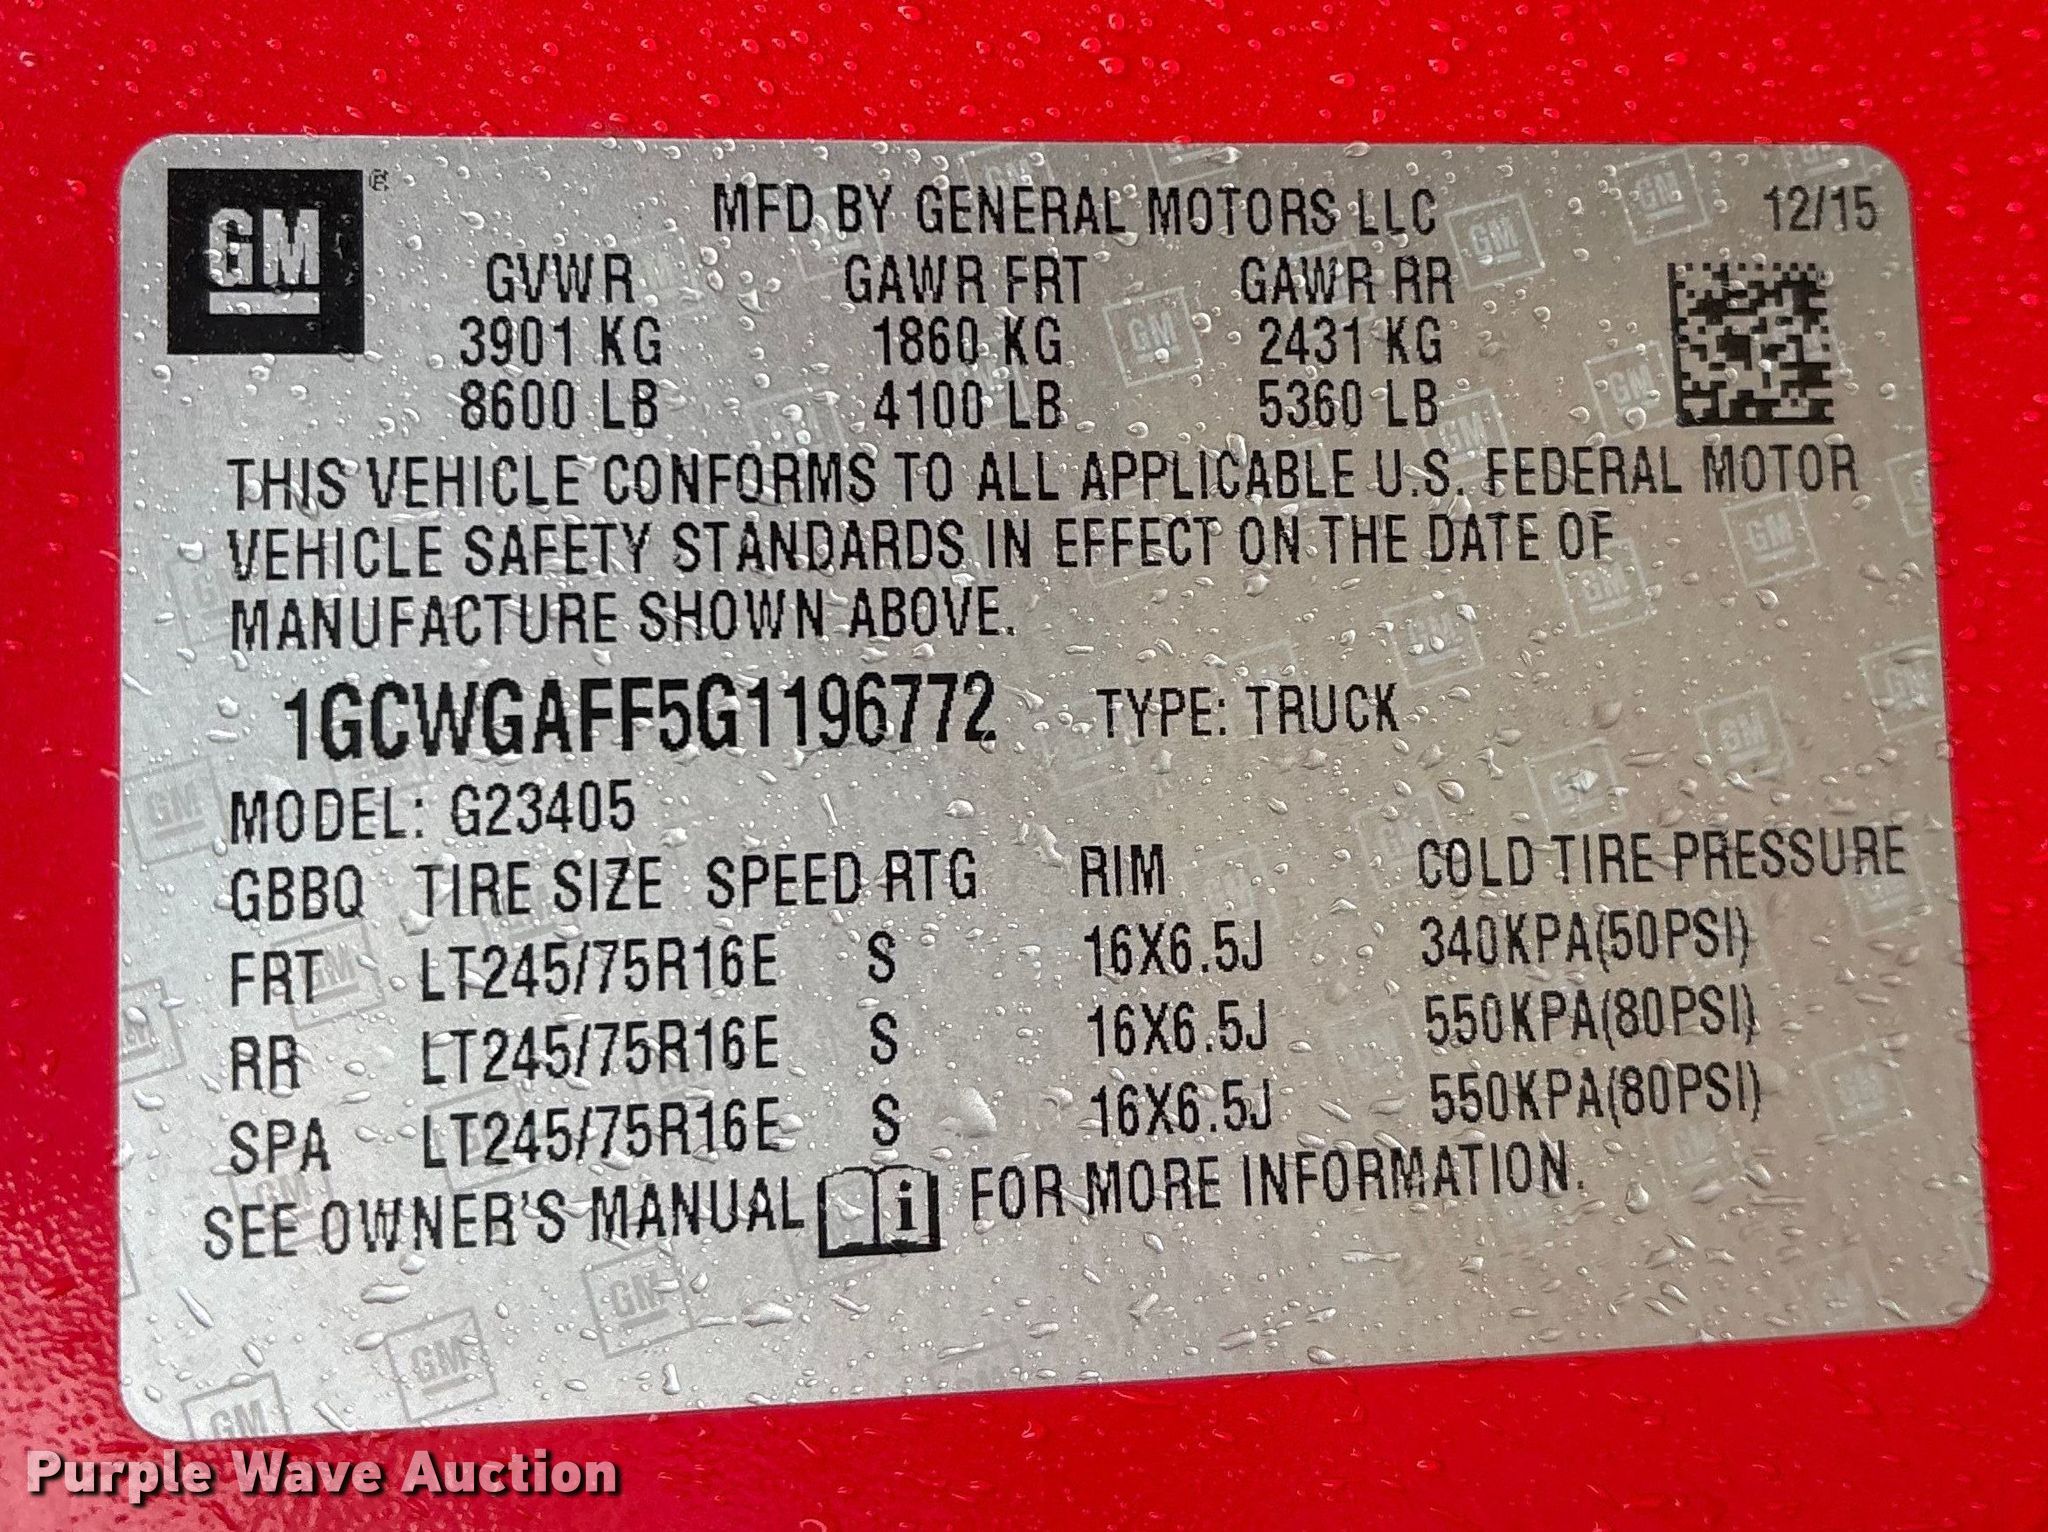 GM ®
MFD BY GENERAL MOTORS LLC 12/15
GVWR GAWR FRT GAWR RR
3901 KG 1860 KG 2431 KG
8600 LB 4100 LB 5360 LB
THIS VEHICLE CONFORMS TO ALL APPLICABLE U.S. FEDERAL MOTOR
VEHICLE SAFETY STANDARDS IN EFFECT ON THE DATE OF
MANUFACTURE SHOWN ABOVE.
1GCWGAFF5G1196772 TYPE: TRUCK
MODEL: G23405
GBBQ TIRE SIZE SPEED RTG RIM COLD TIRE PRESSURE
FRT LT245/75R16E S 16X6.5J 340KPA(50PSI)
RR LT245/75R16E S 16X6.5J 550KPA(80PSI)
SPA LT245/75R16E S 16X6.5J 550KPA(80PSI)
SEE OWNER'S MANUAL i FOR MORE INFORMATION.
Purple Wave Auction